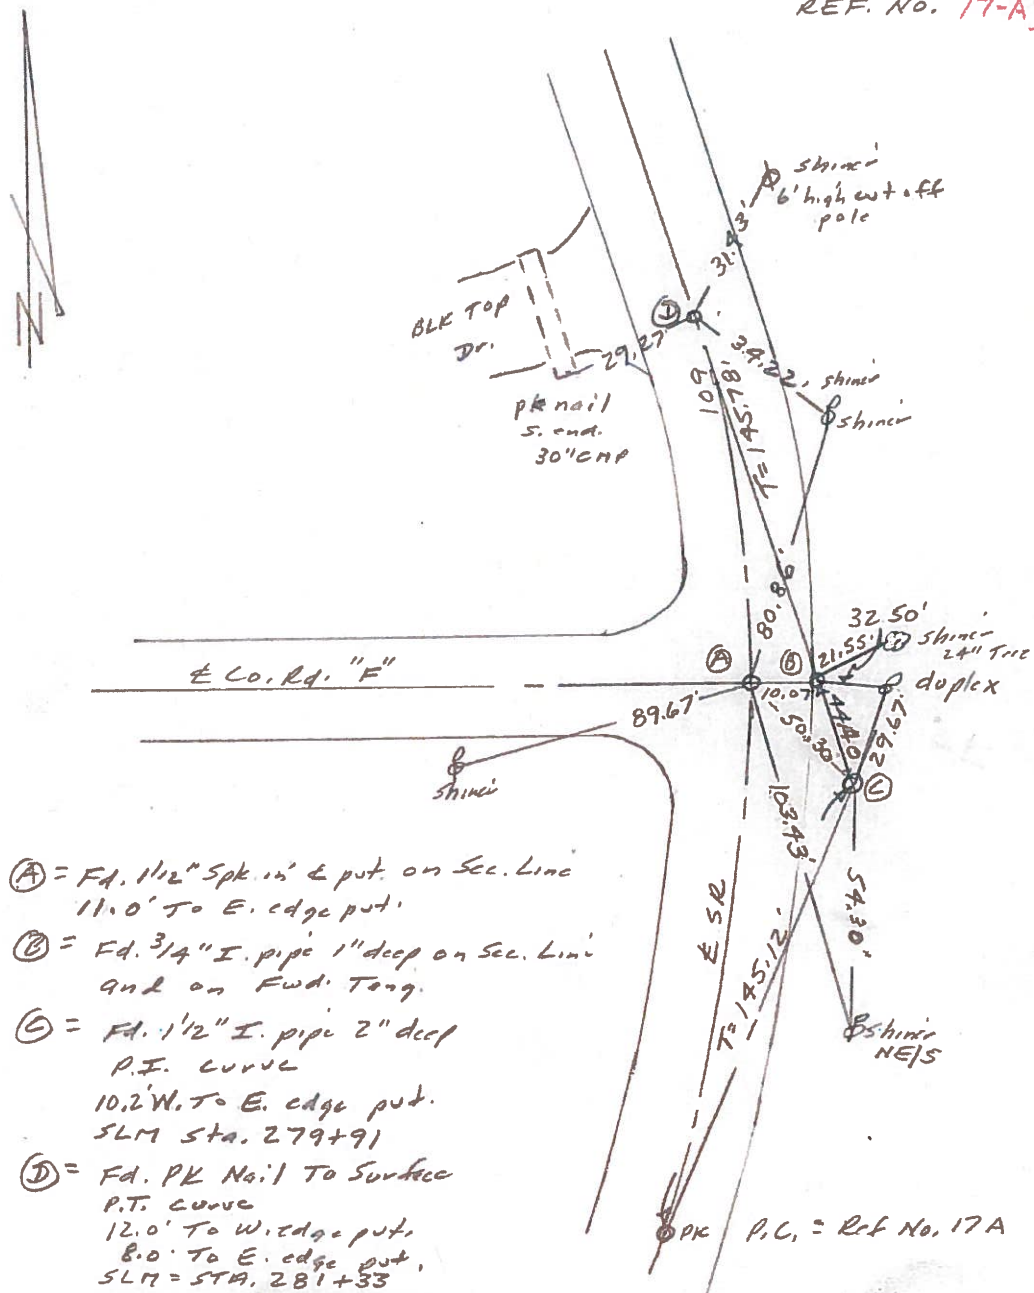 REF. No. 17-A
N
shiner
6' high cut off
pole
31.3'
D
BLK TOP
Dr.
29.27'
34.22'
shiner
shiner
pk nail
S. end.
30" CMP
109
T=145.78'
80.8
32.50'
21.55'
shiner
24" Tree
℄ Co. Rd. "F"
A
B
10.07
duplex
89.67'
50.30
44.40
29.67'
C
shiner
103.43'
54.30'
℄ SR
T=145.12'
shiner
NE/S
A = Fd. 1 1/2" Spk in ℄ pvt. on Sec. Line
11.0' To E. edge pvt.
B = Fd. 3/4" I. pipe 1" deep on Sec. Line
and on Fwd. Tang.
C = Fd. 1 1/2" I. pipe 2" deep
P.I. curve
10.2' W. To E. edge pvt.
SLM Sta. 279+91
D = Fd. PK Nail To Surface
P.T. curve
12.0' To W. edge pvt.
8.0' To E. edge pvt.
SLM = STA. 281+33
PK P.C. = Ref No. 17A